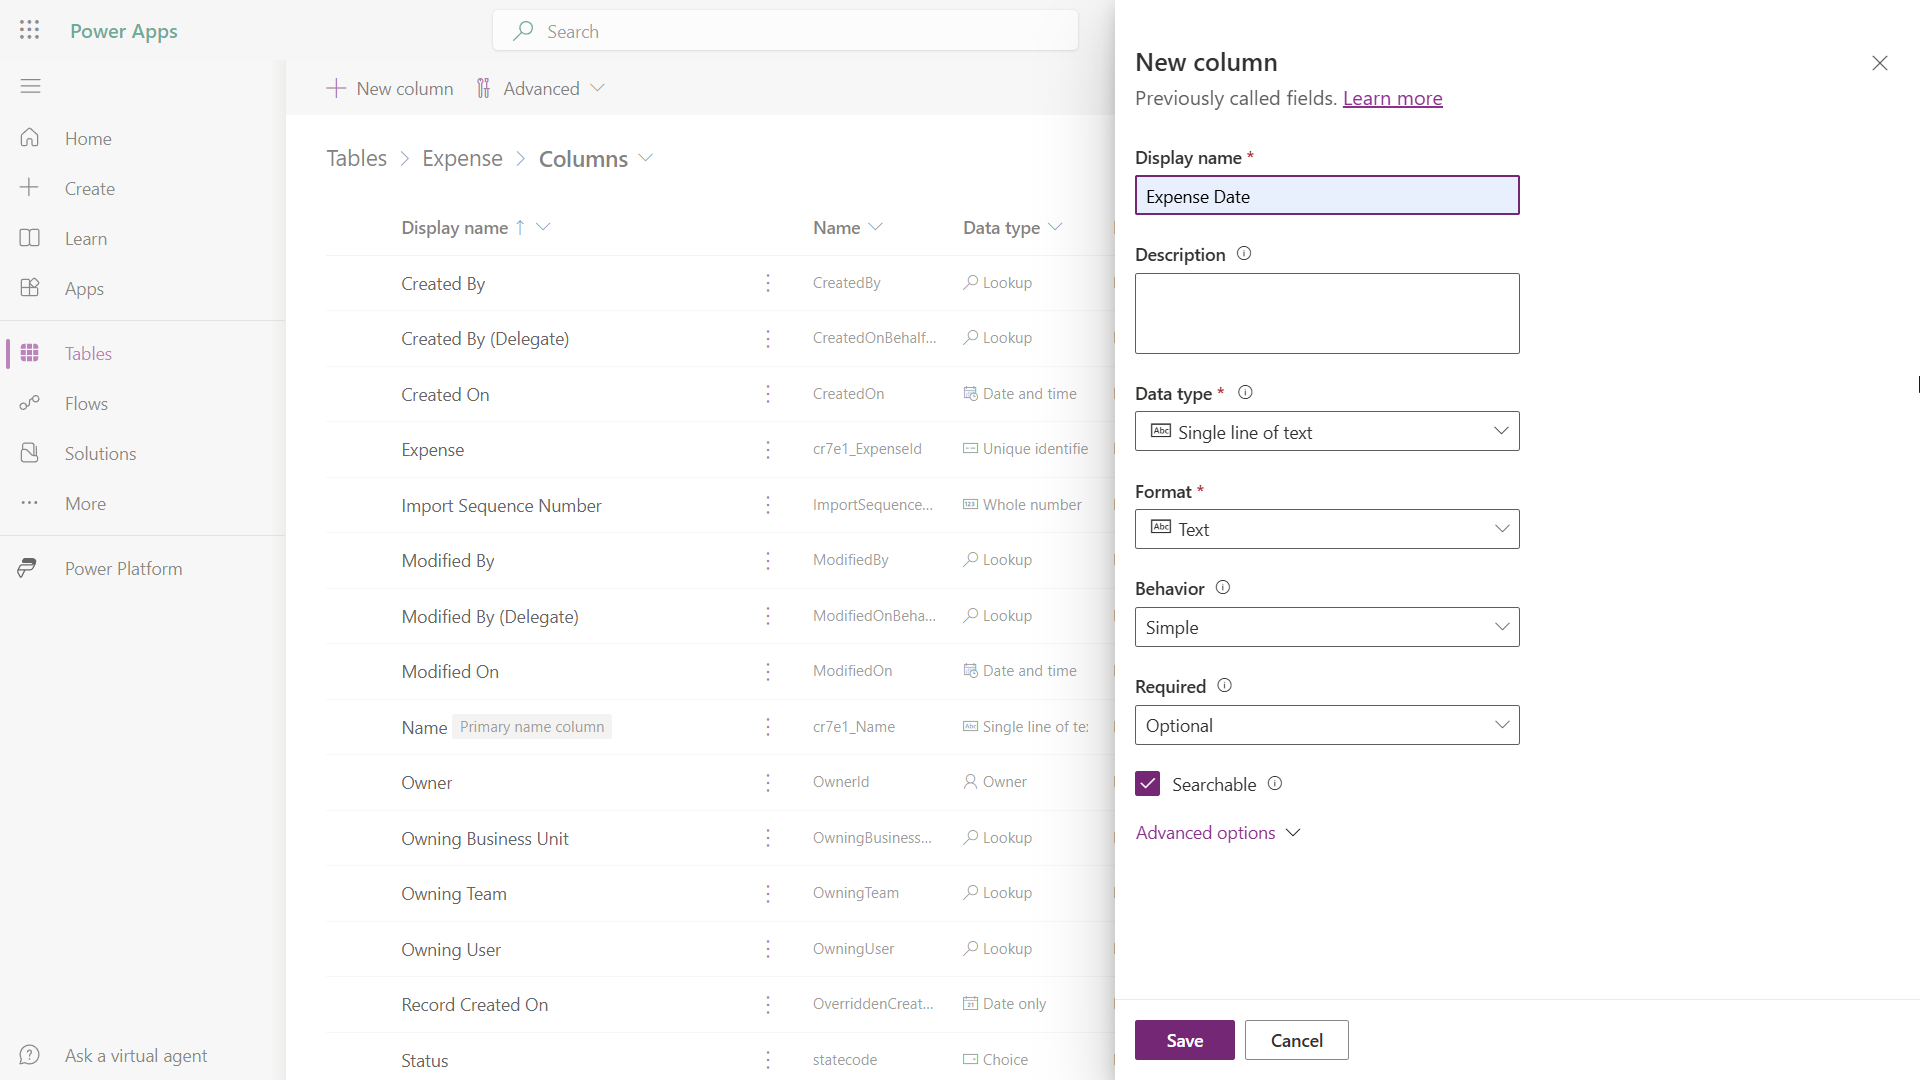 Power Apps
Search
New column
Advanced
Home
Create
Learn
Apps
Tables
Flows
Solutions
More
Power Platform
Ask a virtual agent
Tables > Expense > Columns
Display name ↑ Name Data type
Created By CreatedBy Lookup
Created By (Delegate) CreatedOnBehalf... Lookup
Created On CreatedOn Date and time
Expense cr7e1_ExpenseId Unique identifie
Import Sequence Number ImportSequence... Whole number
Modified By ModifiedBy Lookup
Modified By (Delegate) ModifiedOnBeha... Lookup
Modified On ModifiedOn Date and time
Name Primary name column cr7e1_Name Single line of te
Owner OwnerId Owner
Owning Business Unit OwningBusiness... Lookup
Owning Team OwningTeam Lookup
Owning User OwningUser Lookup
Record Created On OverriddenCreat... Date only
Status statecode Choice
New column
Previously called fields. Learn more
Display name *
Expense Date
Description
Data type *
Abc Single line of text
Format *
Abc Text
Behavior
Simple
Required
Optional
Searchable
Advanced options
Save Cancel